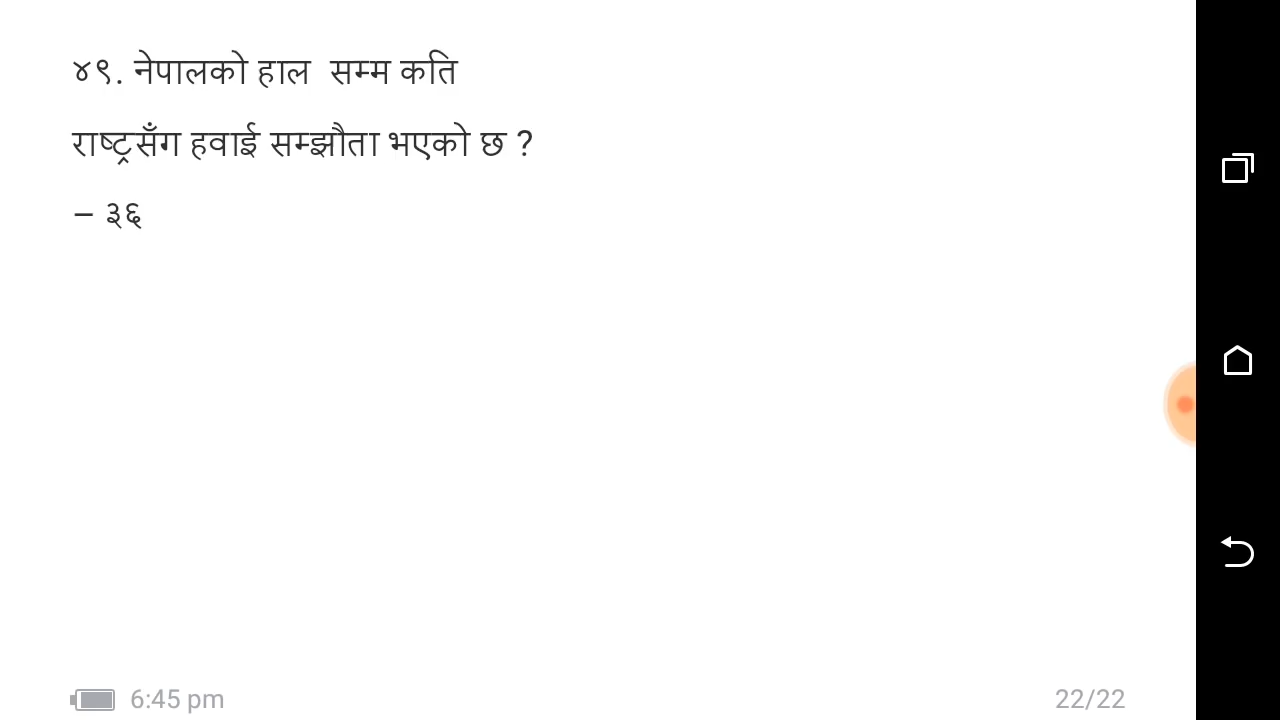 ४९. नेपालको हाल  सम्म कति
राष्ट्रसँग हवाई सम्झौता भएको छ ?
– ३६
6:45 pm
22/22